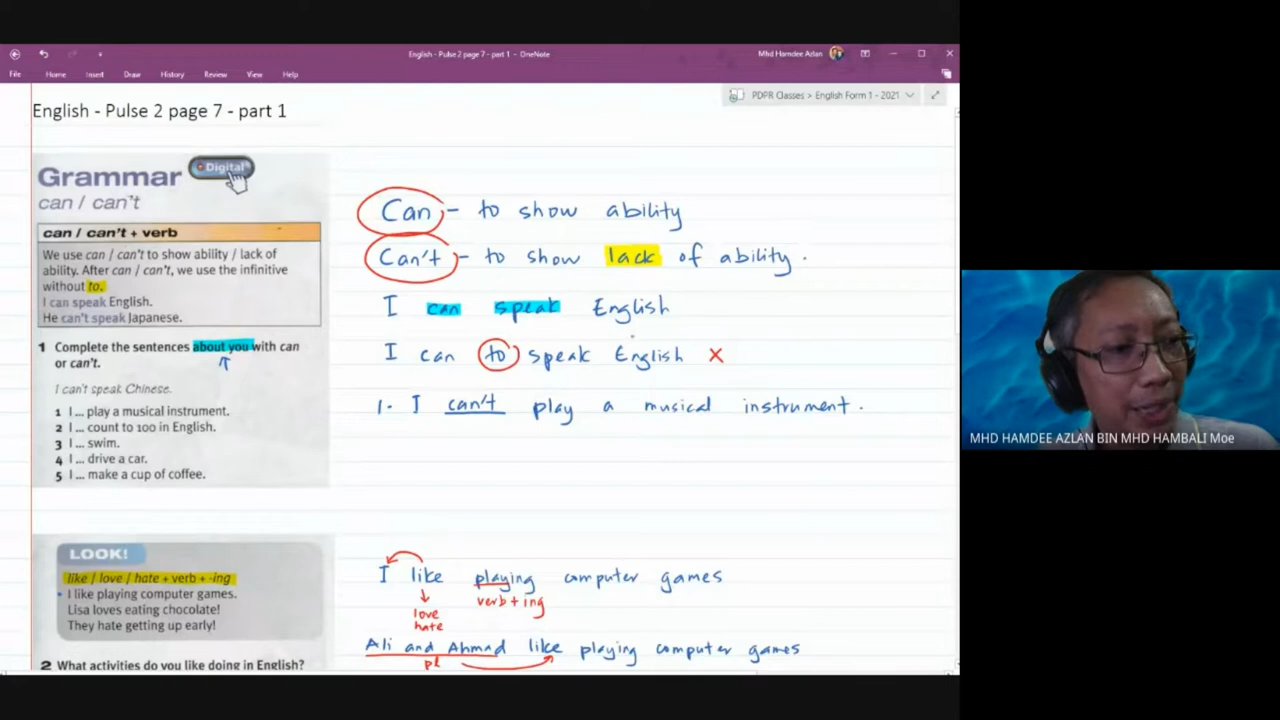 English - Pulse 2 page 7 - part 1 - OneNote
Mhd Hamdee Azlan
File Home Insert Draw History Review View Help
PDPR Classes > English Form 1 - 2021
English - Pulse 2 page 7 - part 1
Grammar
Digital
can / can't
can / can't + verb
We use can / can't to show ability / lack of
ability. After can / can't, we use the infinitive
without to.
I can speak English.
He can't speak Japanese.
1 Complete the sentences about you with can
or can't.
I can't speak Chinese.
1 I ... play a musical instrument.
2 I ... count to 100 in English.
3 I ... swim.
4 I ... drive a car.
5 I ... make a cup of coffee.
Can - to show ability
Can't - to show lack of ability.
I can speak English
I can to speak English x
1. I can't play a musical instrument.
LOOK!
like / love / hate + verb + -ing
• I like playing computer games.
Lisa loves eating chocolate!
They hate getting up early!
2 What activities do you like doing in English?
I like playing computer games
love
hate
verb + ing
Ali and Ahmad like playing computer games
pl
MHD HAMDEE AZLAN BIN MHD HAMBALI Moe